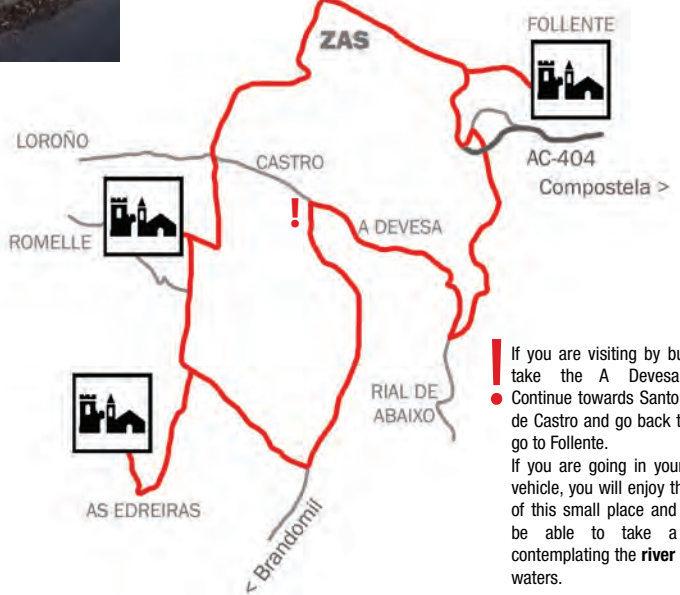 ZAS
FOLLENTE
LOROÑO
CASTRO
AC-404
Compostela >
!
A DEVESA
ROMELLE
RIAL DE
ABAIXO
AS EDREIRAS
< Brandomil
!
If you are visiting by
take the A Devesa
Continue towards Santo
de Castro and go back
go to Follente.
If you are going in your
vehicle, you will enjoy
of this small place and
be able to take a
contemplating the river
waters.